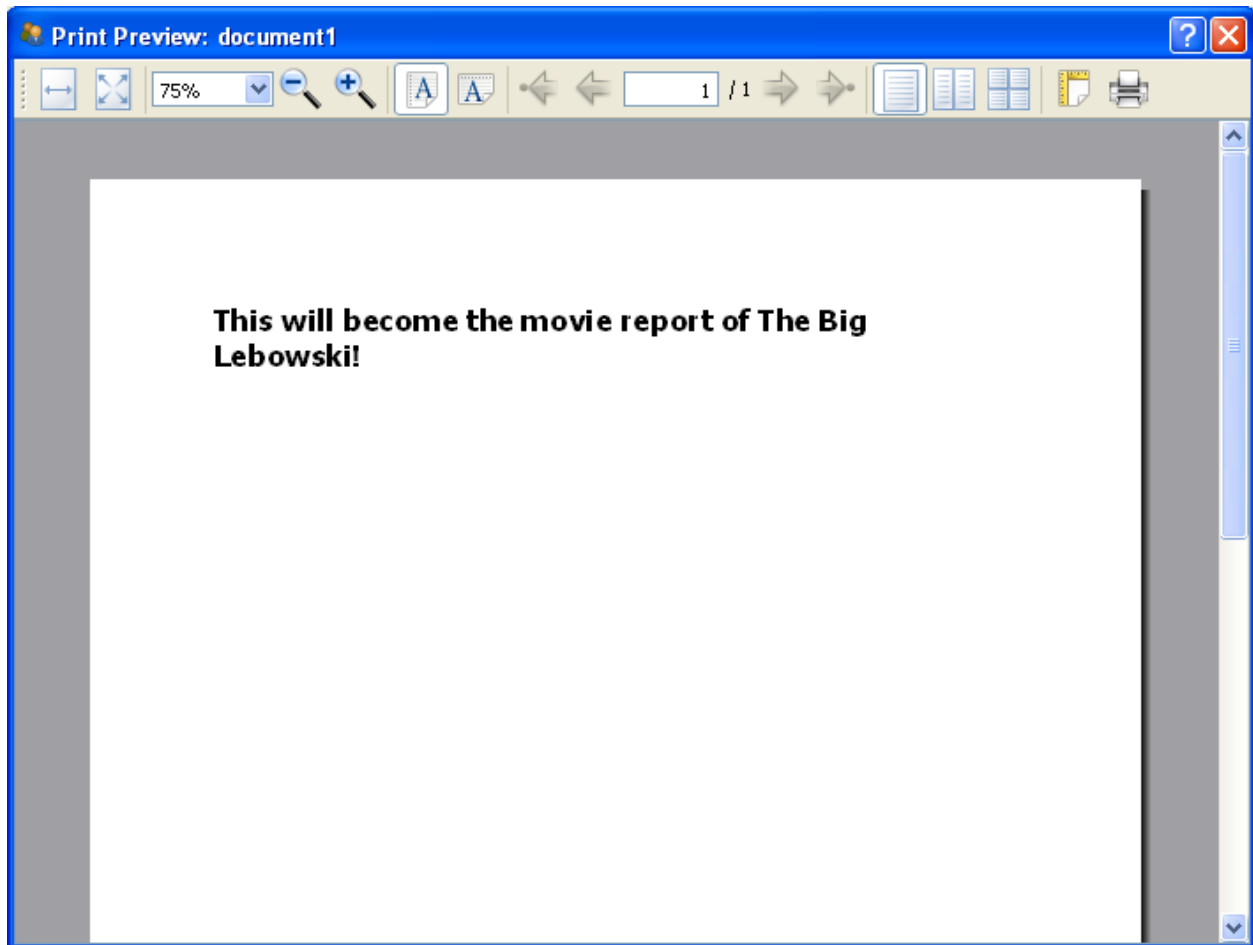 Print Preview: document1
75%
A
A
1 / 1
This will become the movie report of The Big
Lebowski!